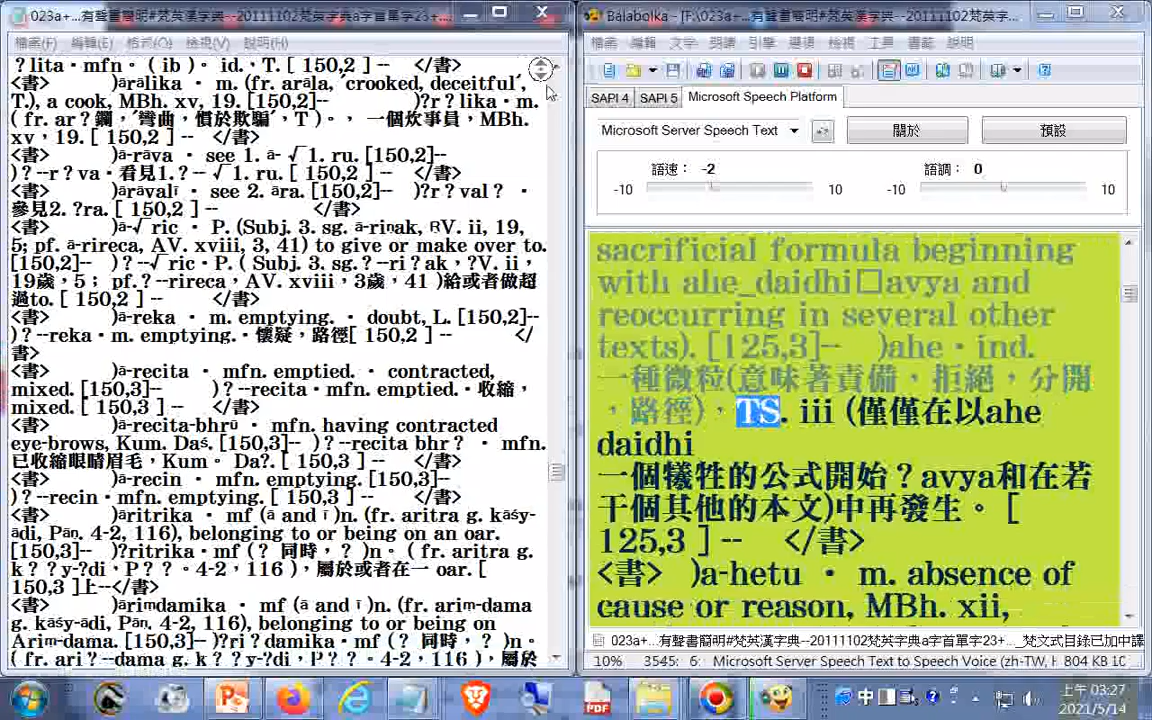 023a+...有聲書簡明#梵英漢字典--20111102梵英字典a字首單字23+...
檔案(F) 編輯(E) 格式(O) 檢視(V) 說明(H)
?lita‧mfn。( ib )。 id.，T. [ 150,2 ] -- </書>
<書> )ārālika ‧ m. (fr. arāla, 'crooked, deceitful',
T.), a cook, MBh. xv, 19. [150,2]-- )?r?lika‧m.
( fr. ar?鑭，'彎曲，慣於欺騙'，T )。， 一個炊事員，MBh.
xv，19. [ 150,2 ] -- </書>
<書> )ā-rāva ‧ see 1. ā- √1. ru. [150,2]--
)?--r?va‧看見1.?-- √1. ru. [ 150,2 ] -- </書>
<書> )ārāvalī ‧ see 2. āra. [150,2]-- )?r?val? ‧
參見2. ?ra. [ 150,2 ] -- </書>
<書> )ā-√ric ‧ P. (Subj. 3. sg. ā-riṇak, ṚV. ii, 19,
5; pf. ā-rireca, AV. xviii, 3, 41) to give or make over to.
[150,2]-- )?--√ric‧P. ( Subj. 3. sg.?--ri?ak，?V. ii，
19歲，5； pf.?--rireca，AV. xviii，3歲，41 )給或者做超
過to. [ 150,2 ] -- </書>
<書> )ā-reka ‧ m. emptying. ‧ doubt, L. [150,2]--
)?--reka‧m. emptying.‧懷疑，路徑[ 150,2 ] -- </
書>
<書> )ā-recita ‧ mfn. emptied. ‧ contracted,
mixed. [150,3]-- )?--recita‧mfn. emptied.‧收縮，
mixed. [ 150,3 ] -- </書>
<書> )ā-recita-bhrū ‧ mfn. having contracted
eye-brows, Kum. Daś. [150,3]-- )?--recita bhr? ‧ mfn.
已收縮眼睛眉毛，Kum。 Da?. [ 150,3 ] -- </書>
<書> )ā-recin ‧ mfn. emptying. [150,3]--
)?--recin‧mfn. emptying. [ 150,3 ] -- </書>
<書> )āritrika ‧ mf (ā and ī)n. (fr. aritra g. kāśy-
ādi, Pāṇ. 4-2, 116), belonging to or being on an oar.
[150,3]-- )?ritrika‧mf (? 同時，? )n。( fr. aritra g.
k??y-?di，P??。4-2，116 )，屬於或者在一 oar. [
150,3 ]上--</書>
<書> )āriṃdamika ‧ mf (ā and ī)n. (fr. ariṃ-dama
g. kāśy-ādi, Pāṇ. 4-2, 116), belonging to or being on
Ariṃ-dama. [150,3]-- )?ri?damika‧mf (? 同時，? )n。
( fr. ari?--dama g. k??y-?di，P??。4-2，116 )，屬於
Balabolka - [F:\023a+...有聲書簡明#梵英漢字典--20111102梵英字...
檔案 編輯 文字 朗讀 引擎 選項 檢視 工具 書籤 說明
SAPI 4 SAPI 5 Microsoft Speech Platform
Microsoft Server Speech Text 關於 預設
語速： -2 語調： 0
-10 10 -10 10
sacrificial formula beginning
with ahe_daidhi□avya and
reoccurring in several other
texts). [125,3]-- )ahe‧ind.
一種微粒(意味著責備，拒絕，分開
，路徑)，TS. iii (僅僅在以ahe
daidhi
一個犧牲的公式開始？avya和在若
干個其他的本文)中再發生。 [
125,3 ] -- </書>
<書> )a-hetu ‧ m. absence of
cause or reason, MBh. xii,
023a+...有聲書簡明#梵英漢字典--20111102梵英字典a字首單字23+..._梵文式目錄已加中譯
10% 3545: 6: Microsoft Server Speech Text to Speech Voice (zh-TW, 804 KB
中
上午 03:27
2021/5/14